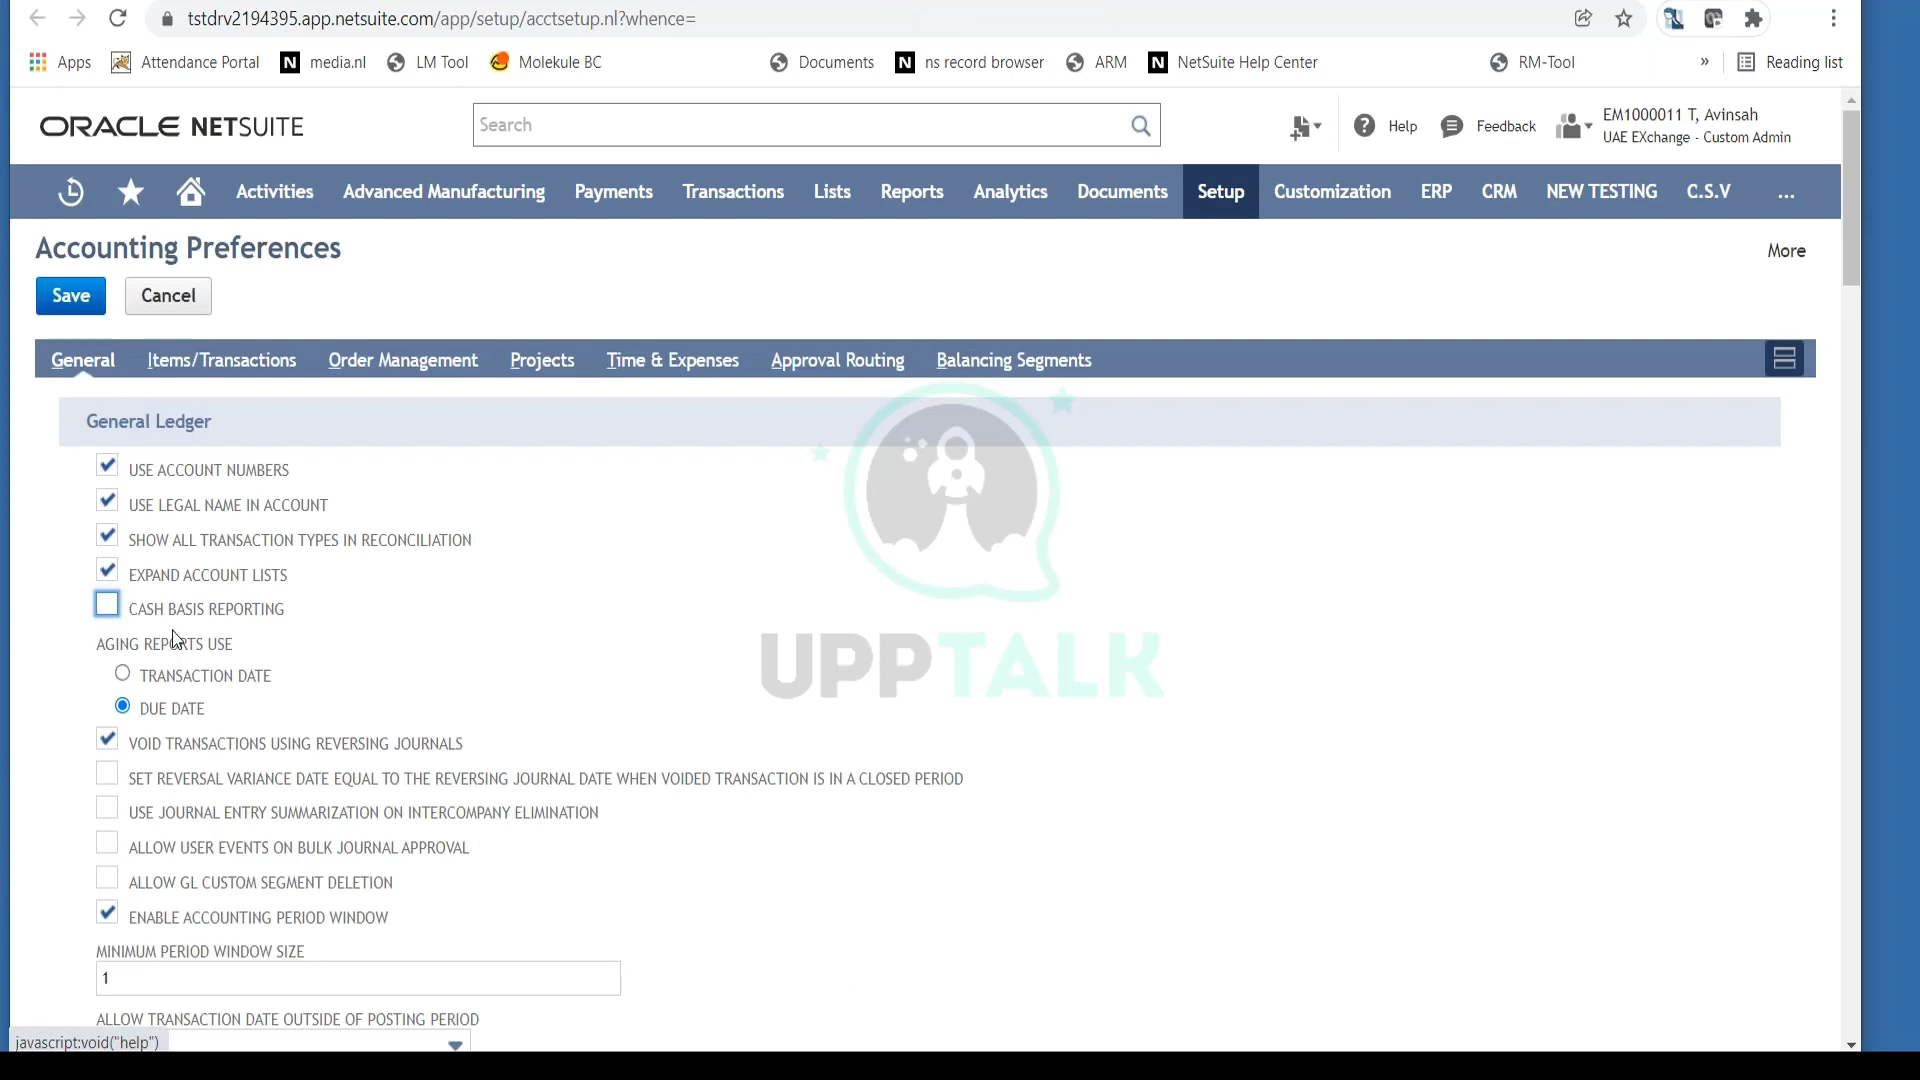 tstdrv2194395.app.netsuite.com/app/setup/acctsetup.nl?whence=
Apps Attendance Portal N media.nl LM Tool Molekule BC Documents N ns record browser ARM N NetSuite Help Center RM-Tool » Reading list
ORACLE NETSUITE Search Help Feedback EM1000011 T, Avinsah
UAE EXchange - Custom Admin
Activities Advanced Manufacturing Payments Transactions Lists Reports Analytics Documents Setup Customization ERP CRM NEW TESTING C.S.V ...
Accounting Preferences More
Save Cancel
General Items/Transactions Order Management Projects Time & Expenses Approval Routing Balancing Segments
General Ledger
USE ACCOUNT NUMBERS
USE LEGAL NAME IN ACCOUNT
SHOW ALL TRANSACTION TYPES IN RECONCILIATION
EXPAND ACCOUNT LISTS
CASH BASIS REPORTING
AGING REPORTS USE
UPPTALK
TRANSACTION DATE
DUE DATE
VOID TRANSACTIONS USING REVERSING JOURNALS
SET REVERSAL VARIANCE DATE EQUAL TO THE REVERSING JOURNAL DATE WHEN VOIDED TRANSACTION IS IN A CLOSED PERIOD
USE JOURNAL ENTRY SUMMARIZATION ON INTERCOMPANY ELIMINATION
ALLOW USER EVENTS ON BULK JOURNAL APPROVAL
ALLOW GL CUSTOM SEGMENT DELETION
ENABLE ACCOUNTING PERIOD WINDOW
MINIMUM PERIOD WINDOW SIZE
1
ALLOW TRANSACTION DATE OUTSIDE OF POSTING PERIOD
javascript:void("help")